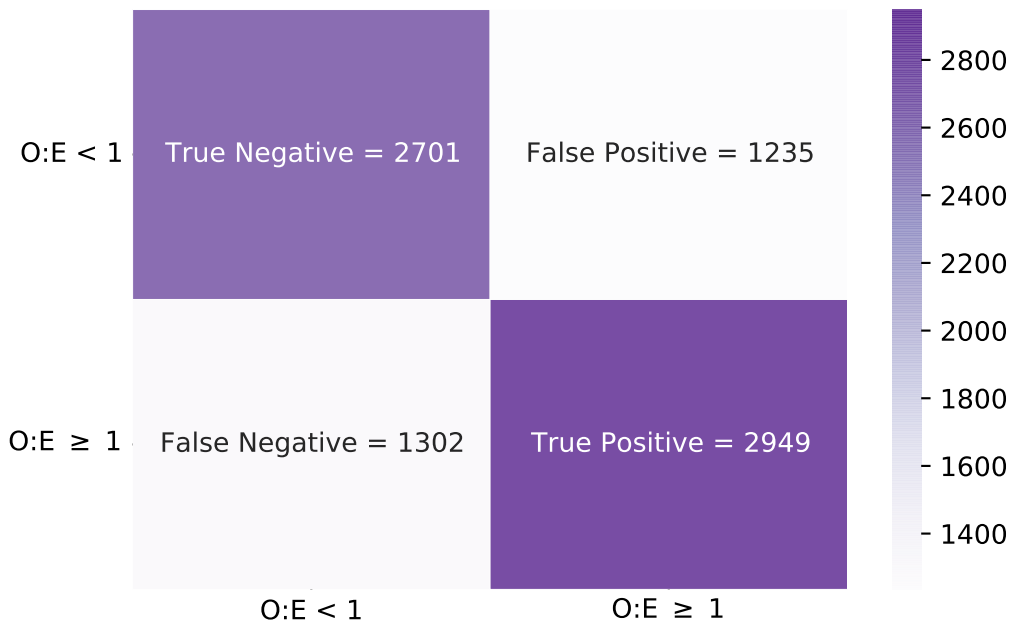 O:E < 1
True Negative = 2701
False Positive = 1235
O:E ≥ 1
False Negative = 1302
True Positive = 2949
O:E < 1
O:E ≥ 1
2800
2600
2400
2200
2000
1800
1600
1400